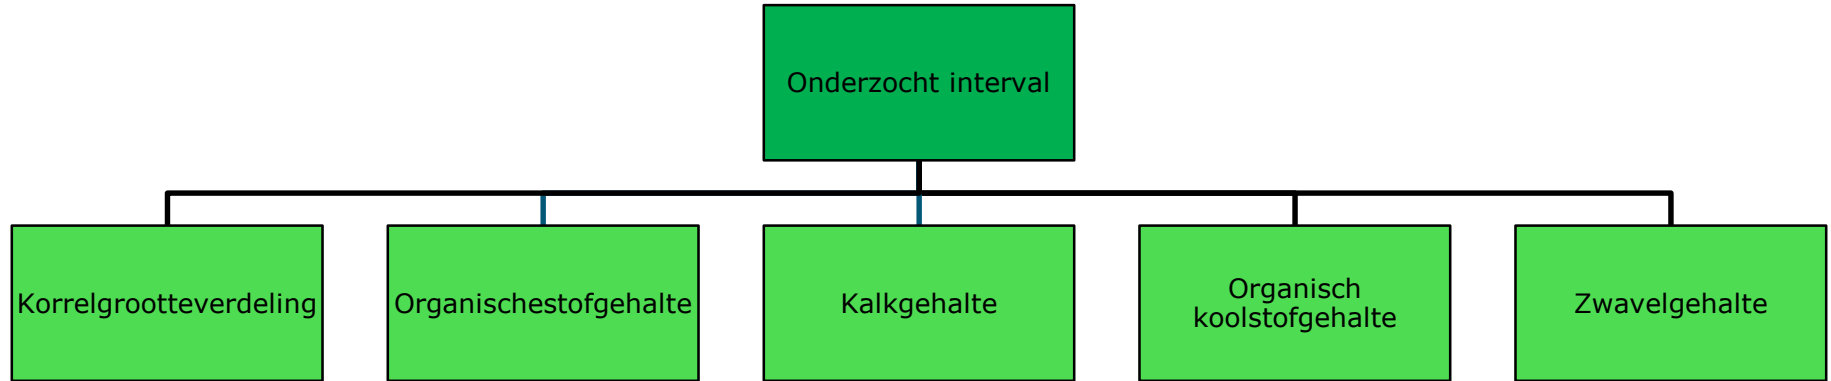 Onderzocht interval
Korrelgrootteverdeling
Organischestofgehalte
Kalkgehalte
Organisch
koolstofgehalte
Zwavelgehalte